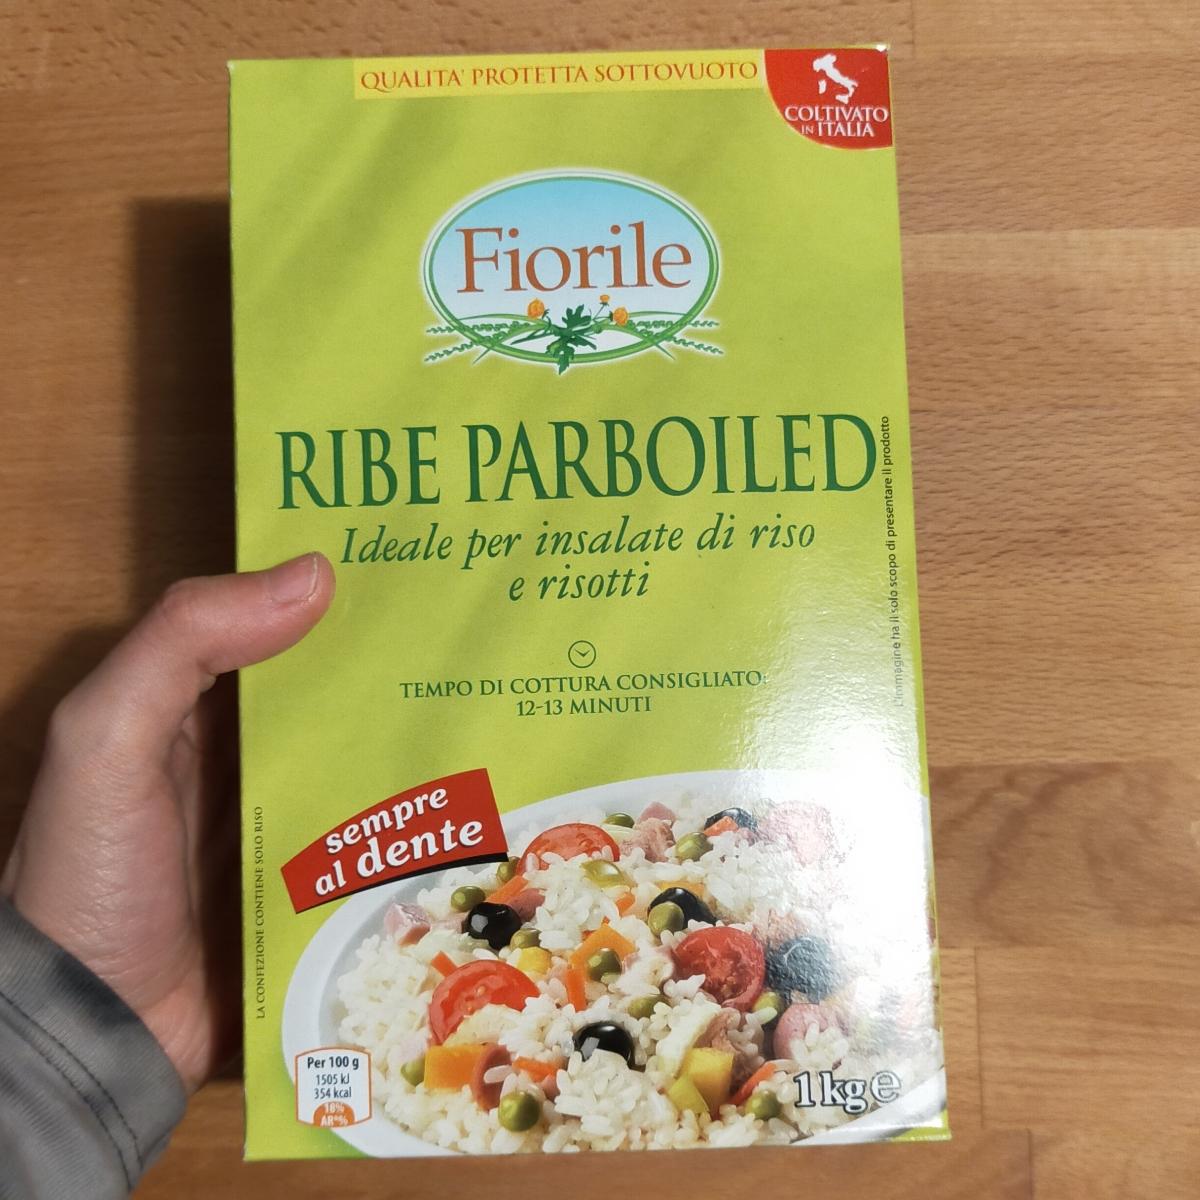 QUALITA' PROTETTA SOTTOVUOTO
COLTIVATO
IN ITALIA
Fiorile
RIBE PARBOILED
Ideale per insalate di riso
e risotti
TEMPO DI COTTURA CONSIGLIATO:
12-13 MINUTI
L'immagine ha il solo scopo di presentare il prodotto
sempre
al dente
LA CONFEZIONE CONTIENE SOLO RISO
Per 100 g
1505 kJ
354 kcal
18%
AR*%
1kg e